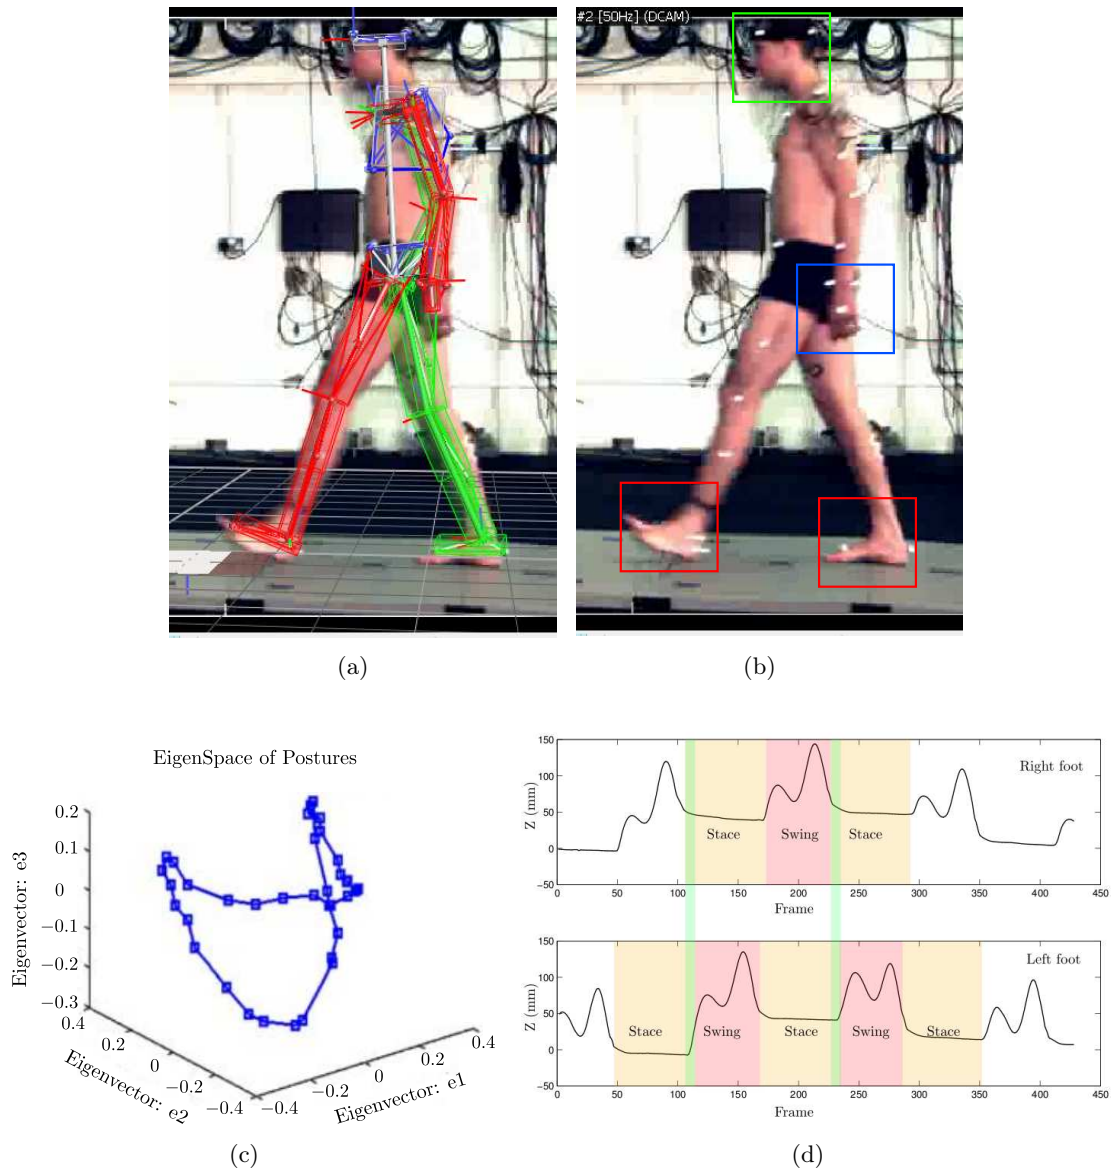 #2 [50Hz] (DCAM)
(a)
(b)
EigenSpace of Postures
Eigenvector: e3
0.2
0.1
0
−0.1
−0.2
−0.3
0.4
0.2
0
−0.2
−0.4
Eigenvector: e2
−0.4
−0.2
0
0.2
0.4
Eigenvector: e1
(c)
Z (mm)
150
100
50
0
−50
Right foot
Stace
Swing
Stace
0
50
100
150
200
250
300
350
400
450
Frame
Z (mm)
150
100
50
0
−50
Left foot
Stace
Swing
Stace
Swing
Stace
0
50
100
150
200
250
300
350
400
450
Frame
(d)